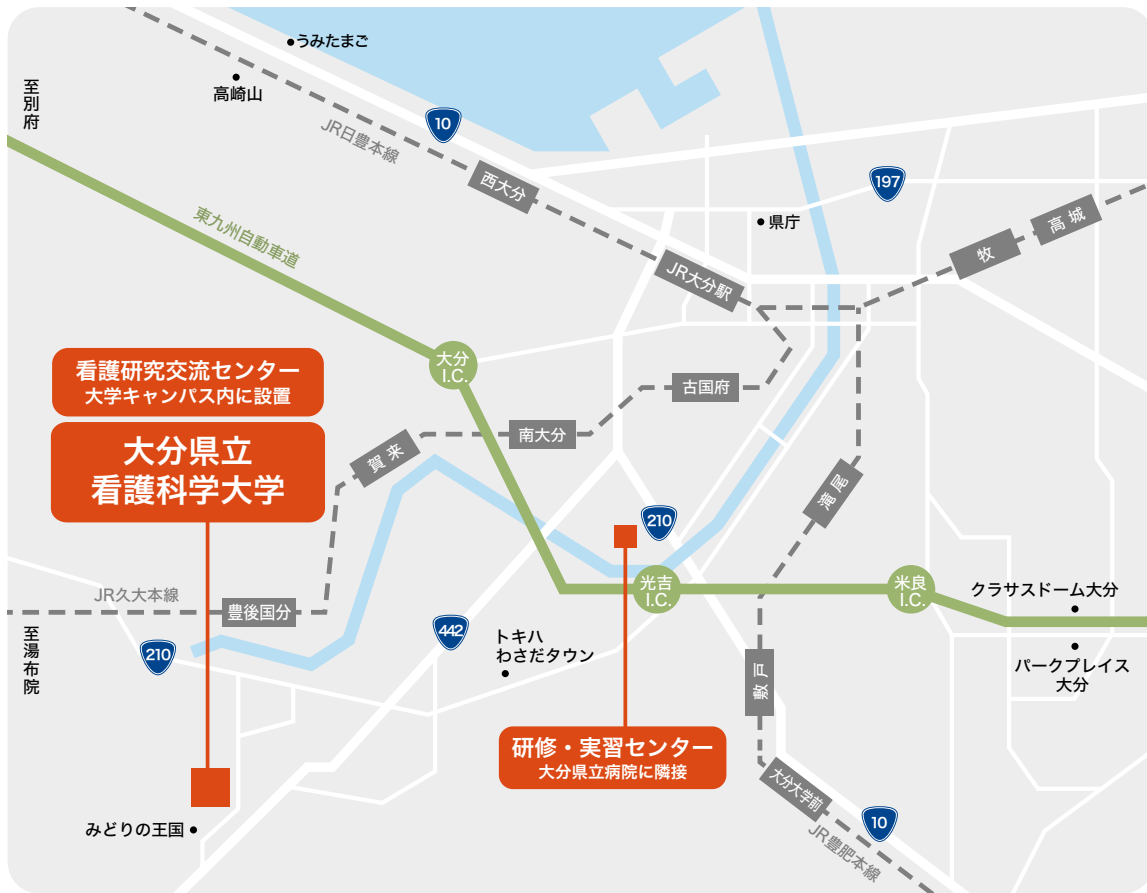 うみたまご
高崎山
至別府
10
JR日豊本線
西大分
197
県庁
高城
牧
JR大分駅
東九州自動車道
大分
I.C.
看護研究交流センター
大学キャンパス内に設置
古国府
大分県立
看護科学大学
南大分
賀来
滝尾
210
光吉
I.C.
米良
I.C.
クラサスドーム大分
JR久大本線
豊後国分
442
トキハ
わさだタウン
至湯布院
210
パークプレイス
大分
敷戸
研修・実習センター
大分県立病院に隣接
大分大学前
みどりの王国
10
JR豊肥本線